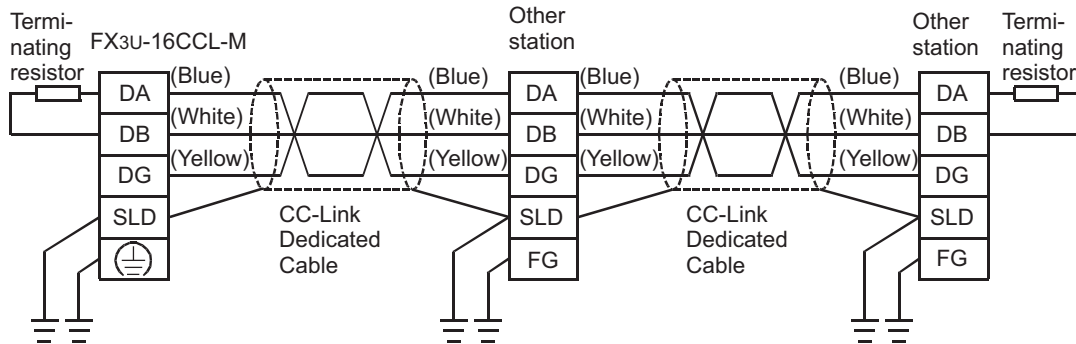 Termi-
nating
resistor
FX3U-16CCL-M
DA
DB
DG
SLD
(Blue)
(White)
(Yellow)
CC-Link
Dedicated
Cable
(Blue)
(White)
(Yellow)
Other
station
DA
DB
DG
SLD
FG
(Blue)
(White)
(Yellow)
CC-Link
Dedicated
Cable
(Blue)
(White)
(Yellow)
Other
station
DA
DB
DG
SLD
FG
Termi-
nating
resistor